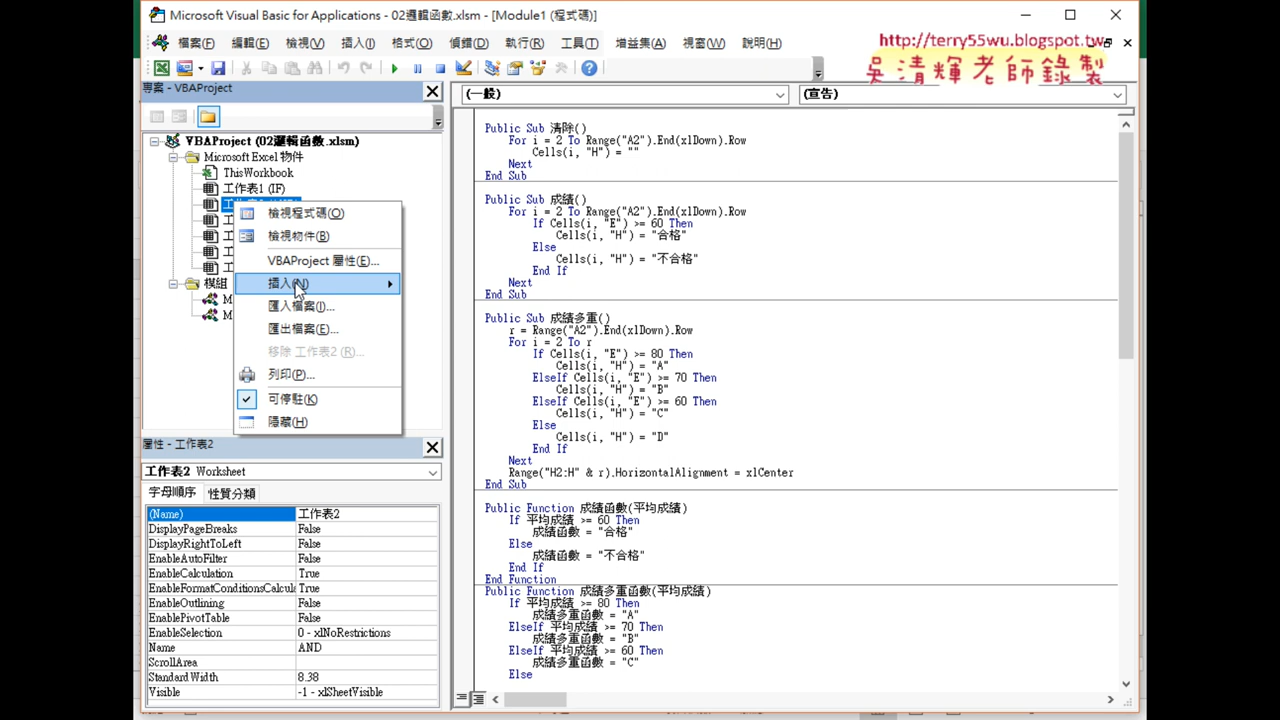 Microsoft Visual Basic for Applications - 02邏輯函數.xlsm - [Module1 (程式碼)]
檔案(F) 編輯(E) 檢視(V) 插入(I) 格式(O) 偵錯(D) 執行(R) 工具(T) 增益集(A) 視窗(W) 說明(H)
http://terry55wu.blogspot.tw
吳清輝老師錄製
專案 - VBAProject
(一般) (宣告)
VBAProject (02邏輯函數.xlsm)
Microsoft Excel 物件
ThisWorkbook
工作表1 (IF)
模組
檢視程式碼(O)
檢視物件(B)
VBAProject 屬性(E)...
插入(N)
匯入檔案(I)...
匯出檔案(E)...
移除 工作表2 (R)...
列印(P)...
可停駐(K)
隱藏(H)
屬性 - 工作表2
工作表2 Worksheet
字母順序 性質分類
(Name) 工作表2
DisplayPageBreaks False
DisplayRightToLeft False
EnableAutoFilter False
EnableCalculation True
EnableFormatConditionsCalcula True
EnableOutlining False
EnablePivotTable False
EnableSelection 0 - xlNoRestrictions
Name AND
ScrollArea
StandardWidth 8.38
Visible -1 - xlSheetVisible
Public Sub 清除()
For i = 2 To Range("A2").End(xlDown).Row
Cells(i, "H") = ""
Next
End Sub
Public Sub 成績()
For i = 2 To Range("A2").End(xlDown).Row
If Cells(i, "E") >= 60 Then
Cells(i, "H") = "合格"
Else
Cells(i, "H") = "不合格"
End If
Next
End Sub
Public Sub 成績多重()
r = Range("A2").End(xlDown).Row
For i = 2 To r
If Cells(i, "E") >= 80 Then
Cells(i, "H") = "A"
ElseIf Cells(i, "E") >= 70 Then
Cells(i, "H") = "B"
ElseIf Cells(i, "E") >= 60 Then
Cells(i, "H") = "C"
Else
Cells(i, "H") = "D"
End If
Next
Range("H2:H" & r).HorizontalAlignment = xlCenter
End Sub
Public Function 成績函數(平均成績)
If 平均成績 >= 60 Then
成績函數 = "合格"
Else
成績函數 = "不合格"
End If
End Function
Public Function 成績多重函數(平均成績)
If 平均成績 >= 80 Then
成績多重函數 = "A"
ElseIf 平均成績 >= 70 Then
成績多重函數 = "B"
ElseIf 平均成績 >= 60 Then
成績多重函數 = "C"
Else